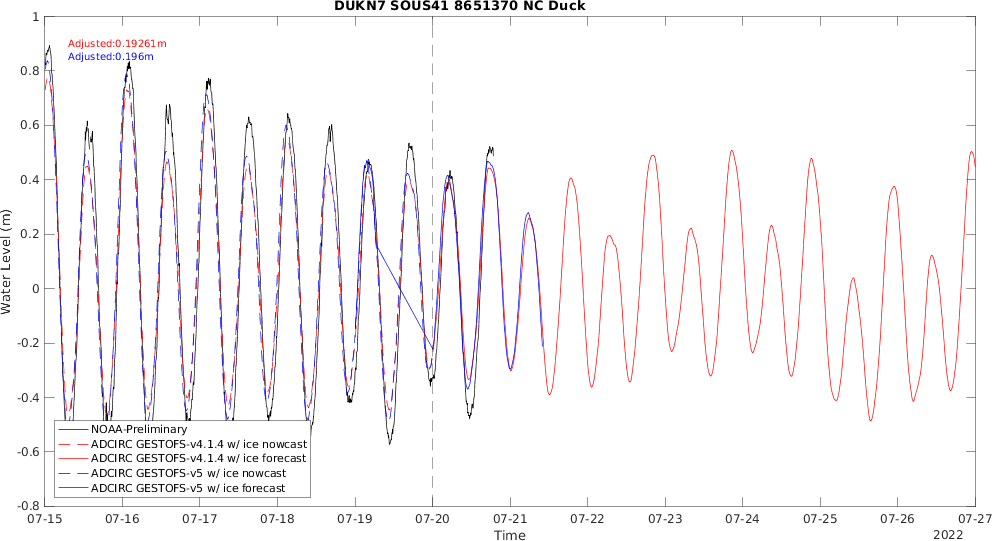 DUKN7 SOUS41 8651370 NC Duck
Adjusted:0.19261m
Adjusted:0.196m
1
0.8
0.6
0.4
0.2
0
-0.2
-0.4
-0.6
-0.8
Water Level (m)
NOAA-Preliminary
ADCIRC GESTOFS-v4.1.4 w/ ice nowcast
ADCIRC GESTOFS-v4.1.4 w/ ice forecast
ADCIRC GESTOFS-v5 w/ ice nowcast
ADCIRC GESTOFS-v5 w/ ice forecast
07-15 07-16 07-17 07-18 07-19 07-20 07-21 07-22 07-23 07-24 07-25 07-26 07-27
Time
2022